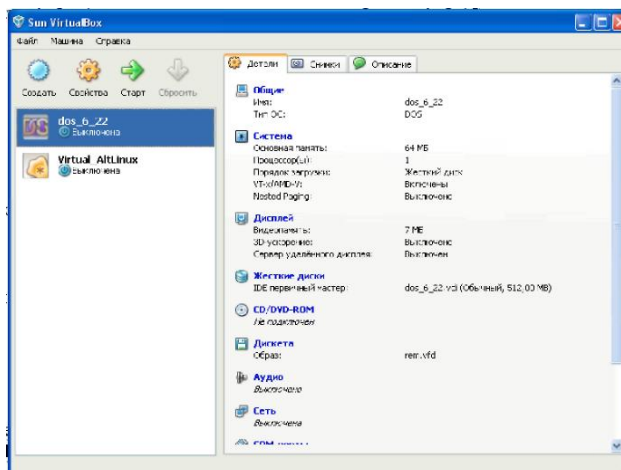 Sun VirtualBox
Файл Машина Справка
Создать Свойства Старт Сбросить
dos_6_22
Выключена
Virtual_AltLinux
Выключена
Детали Снимки Описание
Общие
Имя: dos_6_22
Тип ОС: DOS
Система
Основная память: 64 МБ
Процессор(ы): 1
Порядок загрузки: Жесткий диск
VT-x/AMD-V: Включены
Nested Paging: Выключено
Дисплей
Видеопамять: 7 МБ
3D-ускорение: Выключено
Сервер удалённого дисплея: Выключен
Жесткие диски
IDE первичный мастер: dos_6_22.vdi (Обычный, 512,00 МВ)
CD/DVD-ROM
Не подключен
Дискета
Образ: rem.vfd
Аудио
Выключено
Сеть
Выключена